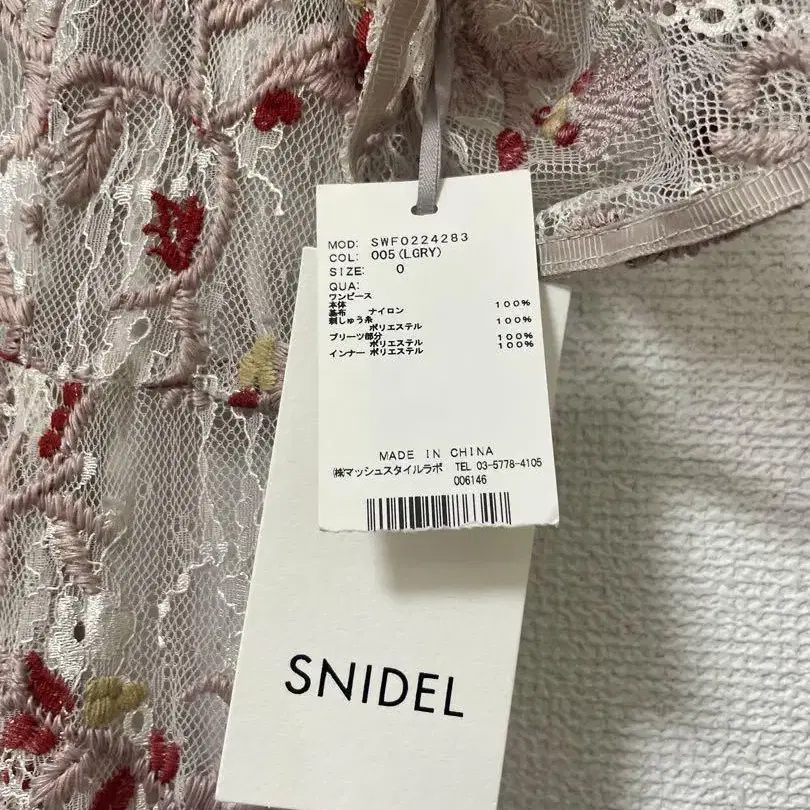 MOD: SWF0224283
COL: 005(LGRY)
SIZE: 0
QUA:
ワンピース
本体
基布 ナイロン 100%
刺しゅう糸
ポリエステル 100%
プリーツ部分
ポリエステル 100%
インナー ポリエステル 100%
MADE IN CHINA
㈱マッシュスタイルラボ TEL 03-5778-4105
006146
SNIDEL